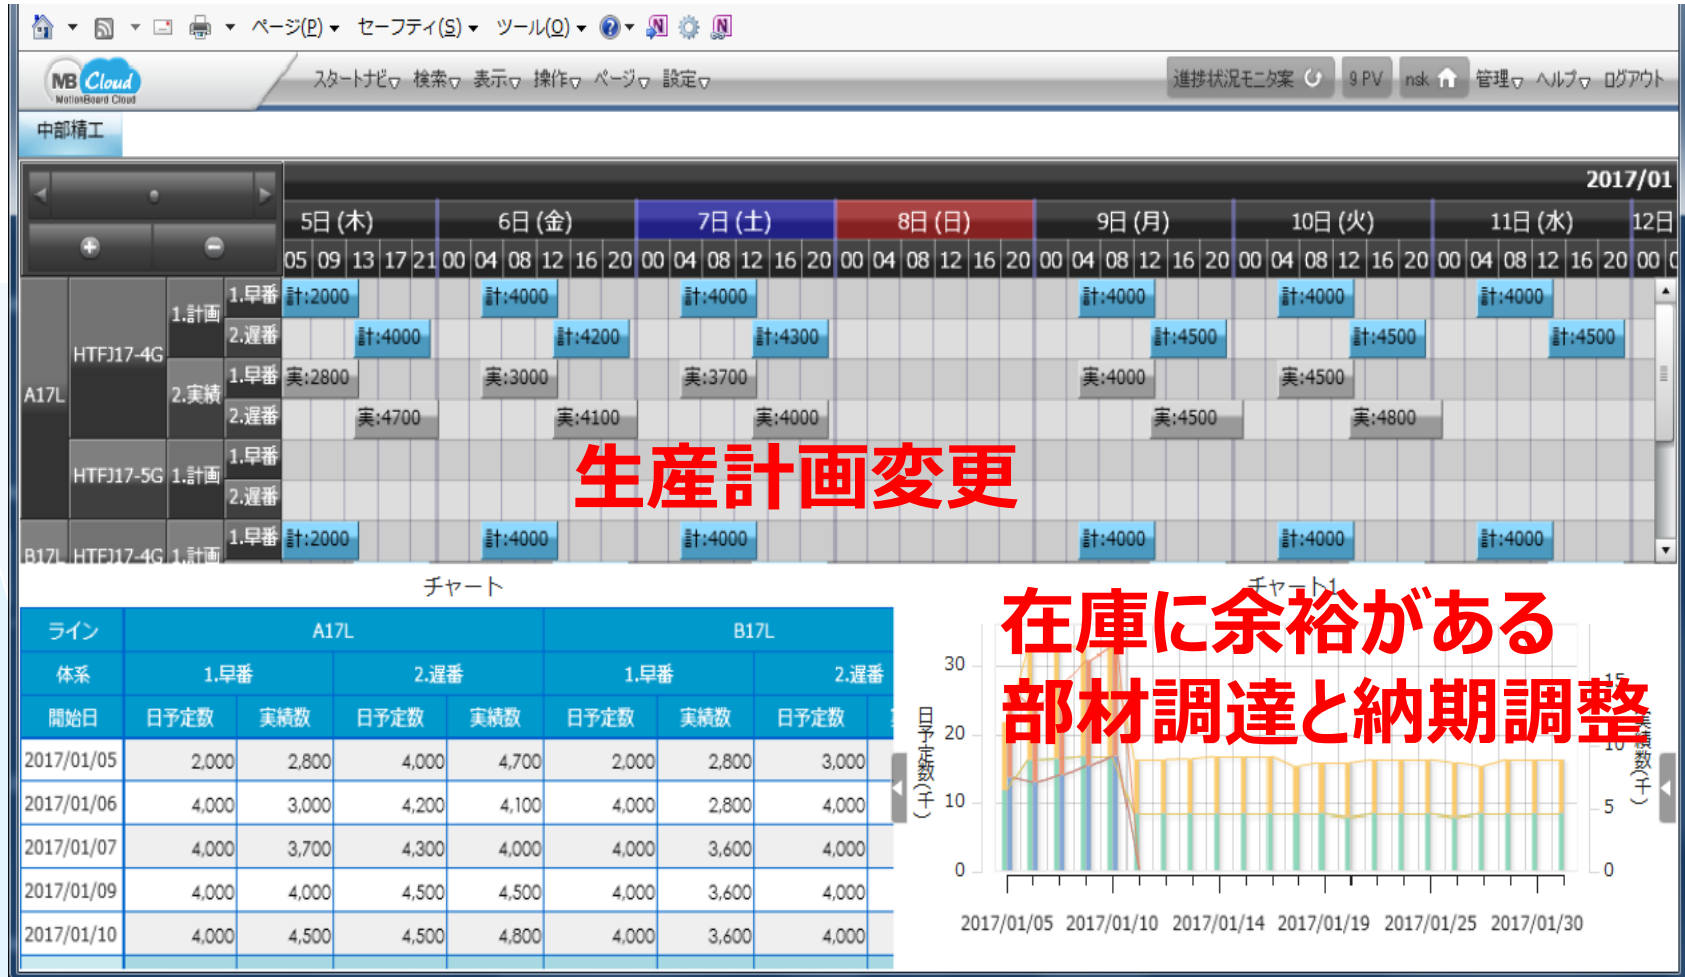 ページ(P) セーフティ(S) ツール(O)
MB Cloud
MotionBoard Cloud
スタートナビ 検索 表示 操作 ページ 設定
進捗状況モニタ案 9 PV nsk 管理 ヘルプ ログアウト
中部精工
2017/01
5日 (木) 6日 (金) 7日 (土) 8日 (日) 9日 (月) 10日 (火) 11日 (水) 12日
05 09 13 17 21 00 04 08 12 16 20 00 04 08 12 16 20 00 04 08 12 16 20 00 04 08 12 16 20 00 04 08 12 16 20 00 04 08 12 16 20 00
A17L HTFJ17-4G 1.計画 1.早番 計:2000 計:4000 計:4000 計:4000 計:4000 計:4000
2.遅番 計:4000 計:4200 計:4300 計:4500 計:4500 計:4500
2.実績 1.早番 実:2800 実:3000 実:3700 実:4000 実:4500
2.遅番 実:4700 実:4100 実:4000 実:4500 実:4800
HTFJ17-5G 1.計画 1.早番
2.遅番
生産計画変更
B17L HTFJ17-4G 1.計画 1.早番 計:2000 計:4000 計:4000 計:4000 計:4000 計:4000
チャート
ライン A17L B17L
体系 1.早番 2.遅番 1.早番 2.遅番
開始日 日予定数 実績数 日予定数 実績数 日予定数 実績数 日予定数
2017/01/05 2,000 2,800 4,000 4,700 2,000 2,800 3,000
2017/01/06 4,000 3,000 4,200 4,100 4,000 2,800 4,000
2017/01/07 4,000 3,700 4,300 4,000 4,000 3,600 4,000
2017/01/09 4,000 4,000 4,500 4,500 4,000 3,600 4,000
2017/01/10 4,000 4,500 4,500 4,800 4,000 3,600 4,000
チャート1
在庫に余裕がある
部材調達と納期調整
日予定数(千)
30
20
10
0
実績数(千)
15
10
5
0
2017/01/05 2017/01/10 2017/01/14 2017/01/19 2017/01/25 2017/01/30